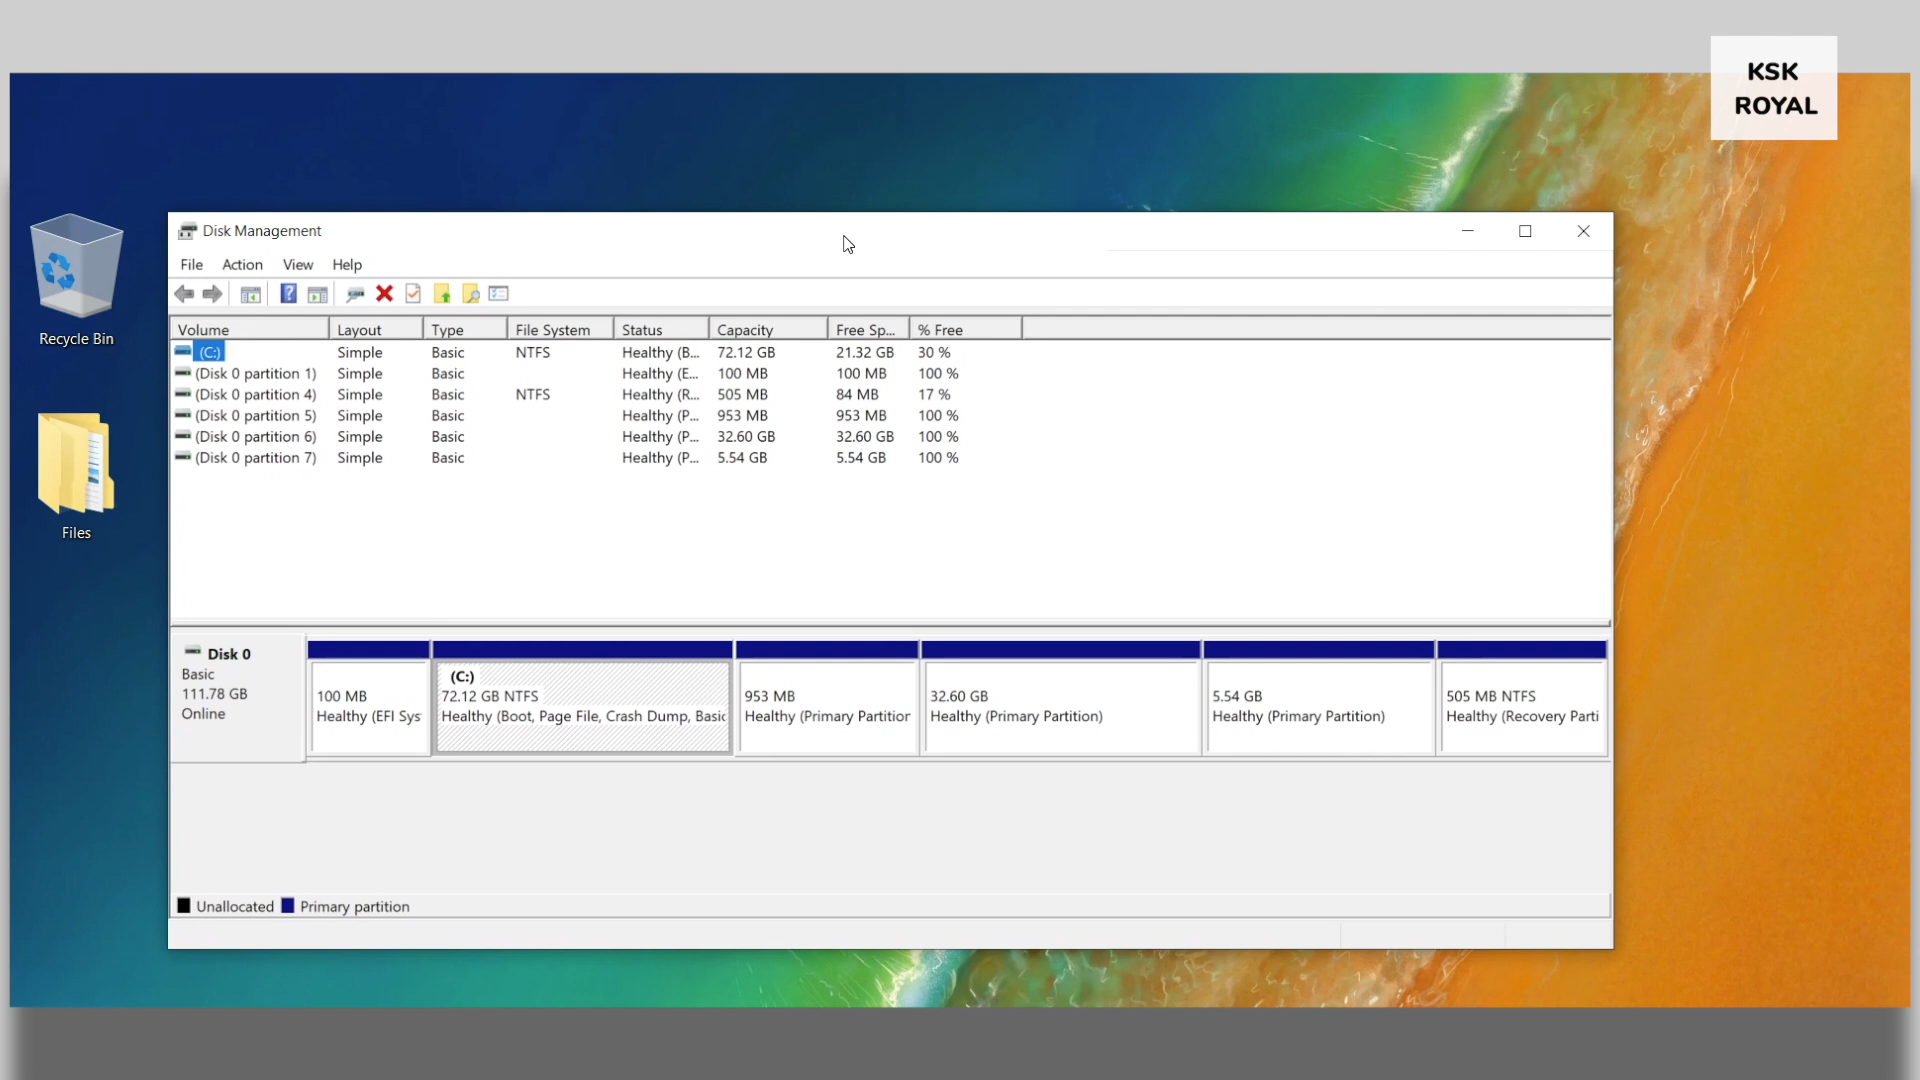 KSK
ROYAL
Recycle Bin
Files
Disk Management
File Action View Help
Volume Layout Type File System Status Capacity Free Sp... % Free
(C:) Simple Basic NTFS Healthy (B... 72.12 GB 21.32 GB 30 %
(Disk 0 partition 1) Simple Basic Healthy (E... 100 MB 100 MB 100 %
(Disk 0 partition 4) Simple Basic NTFS Healthy (R... 505 MB 84 MB 17 %
(Disk 0 partition 5) Simple Basic Healthy (P... 953 MB 953 MB 100 %
(Disk 0 partition 6) Simple Basic Healthy (P... 32.60 GB 32.60 GB 100 %
(Disk 0 partition 7) Simple Basic Healthy (P... 5.54 GB 5.54 GB 100 %
Disk 0
Basic
111.78 GB
Online
100 MB
Healthy (EFI Sys
(C:)
72.12 GB NTFS
Healthy (Boot, Page File, Crash Dump, Basic
953 MB
Healthy (Primary Partition
32.60 GB
Healthy (Primary Partition)
5.54 GB
Healthy (Primary Partition)
505 MB NTFS
Healthy (Recovery Parti
Unallocated Primary partition